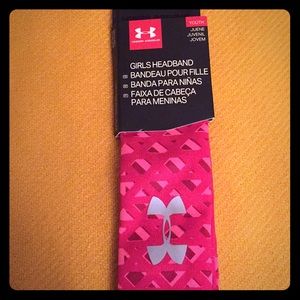 UNDER ARMOUR
YOUTH
JEUNE
JUVENIL
JOVEM
GIRLS HEADBAND
BANDEAU POUR FILLE
BANDA PARA NIÑAS
FAIXA DE CABEÇA
PARA MENINAS